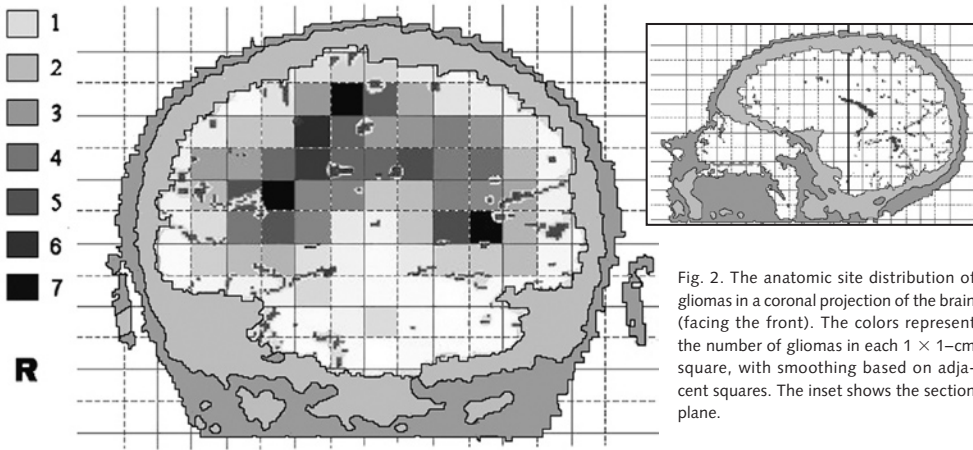 1
2
3
4
5
6
7
R
Fig. 2. The anatomic site distribution of
gliomas in a coronal projection of the brain
(facing the front). The colors represent
the number of gliomas in each 1 × 1–cm
square, with smoothing based on adja-
cent squares. The inset shows the section
plane.